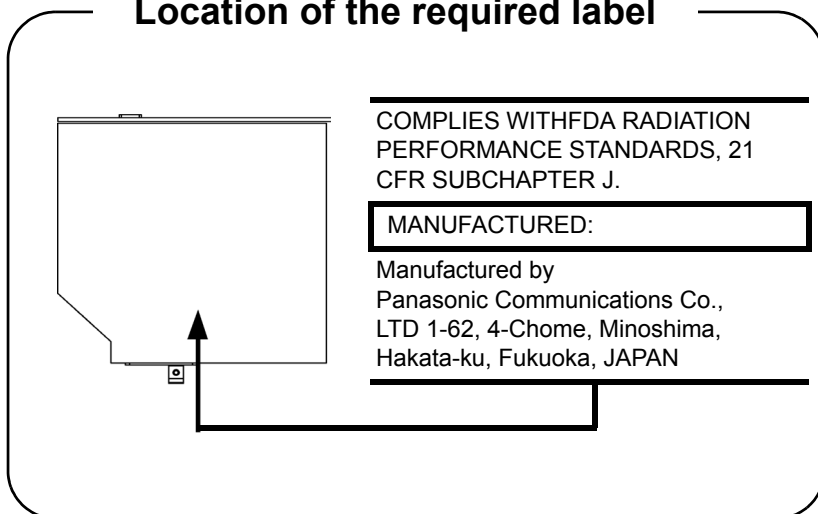 Location of the required label
COMPLIES WITHFDA RADIATION
PERFORMANCE STANDARDS, 21
CFR SUBCHAPTER J.
MANUFACTURED:
Manufactured by
Panasonic Communications Co.,
LTD 1-62, 4-Chome, Minoshima,
Hakata-ku, Fukuoka, JAPAN